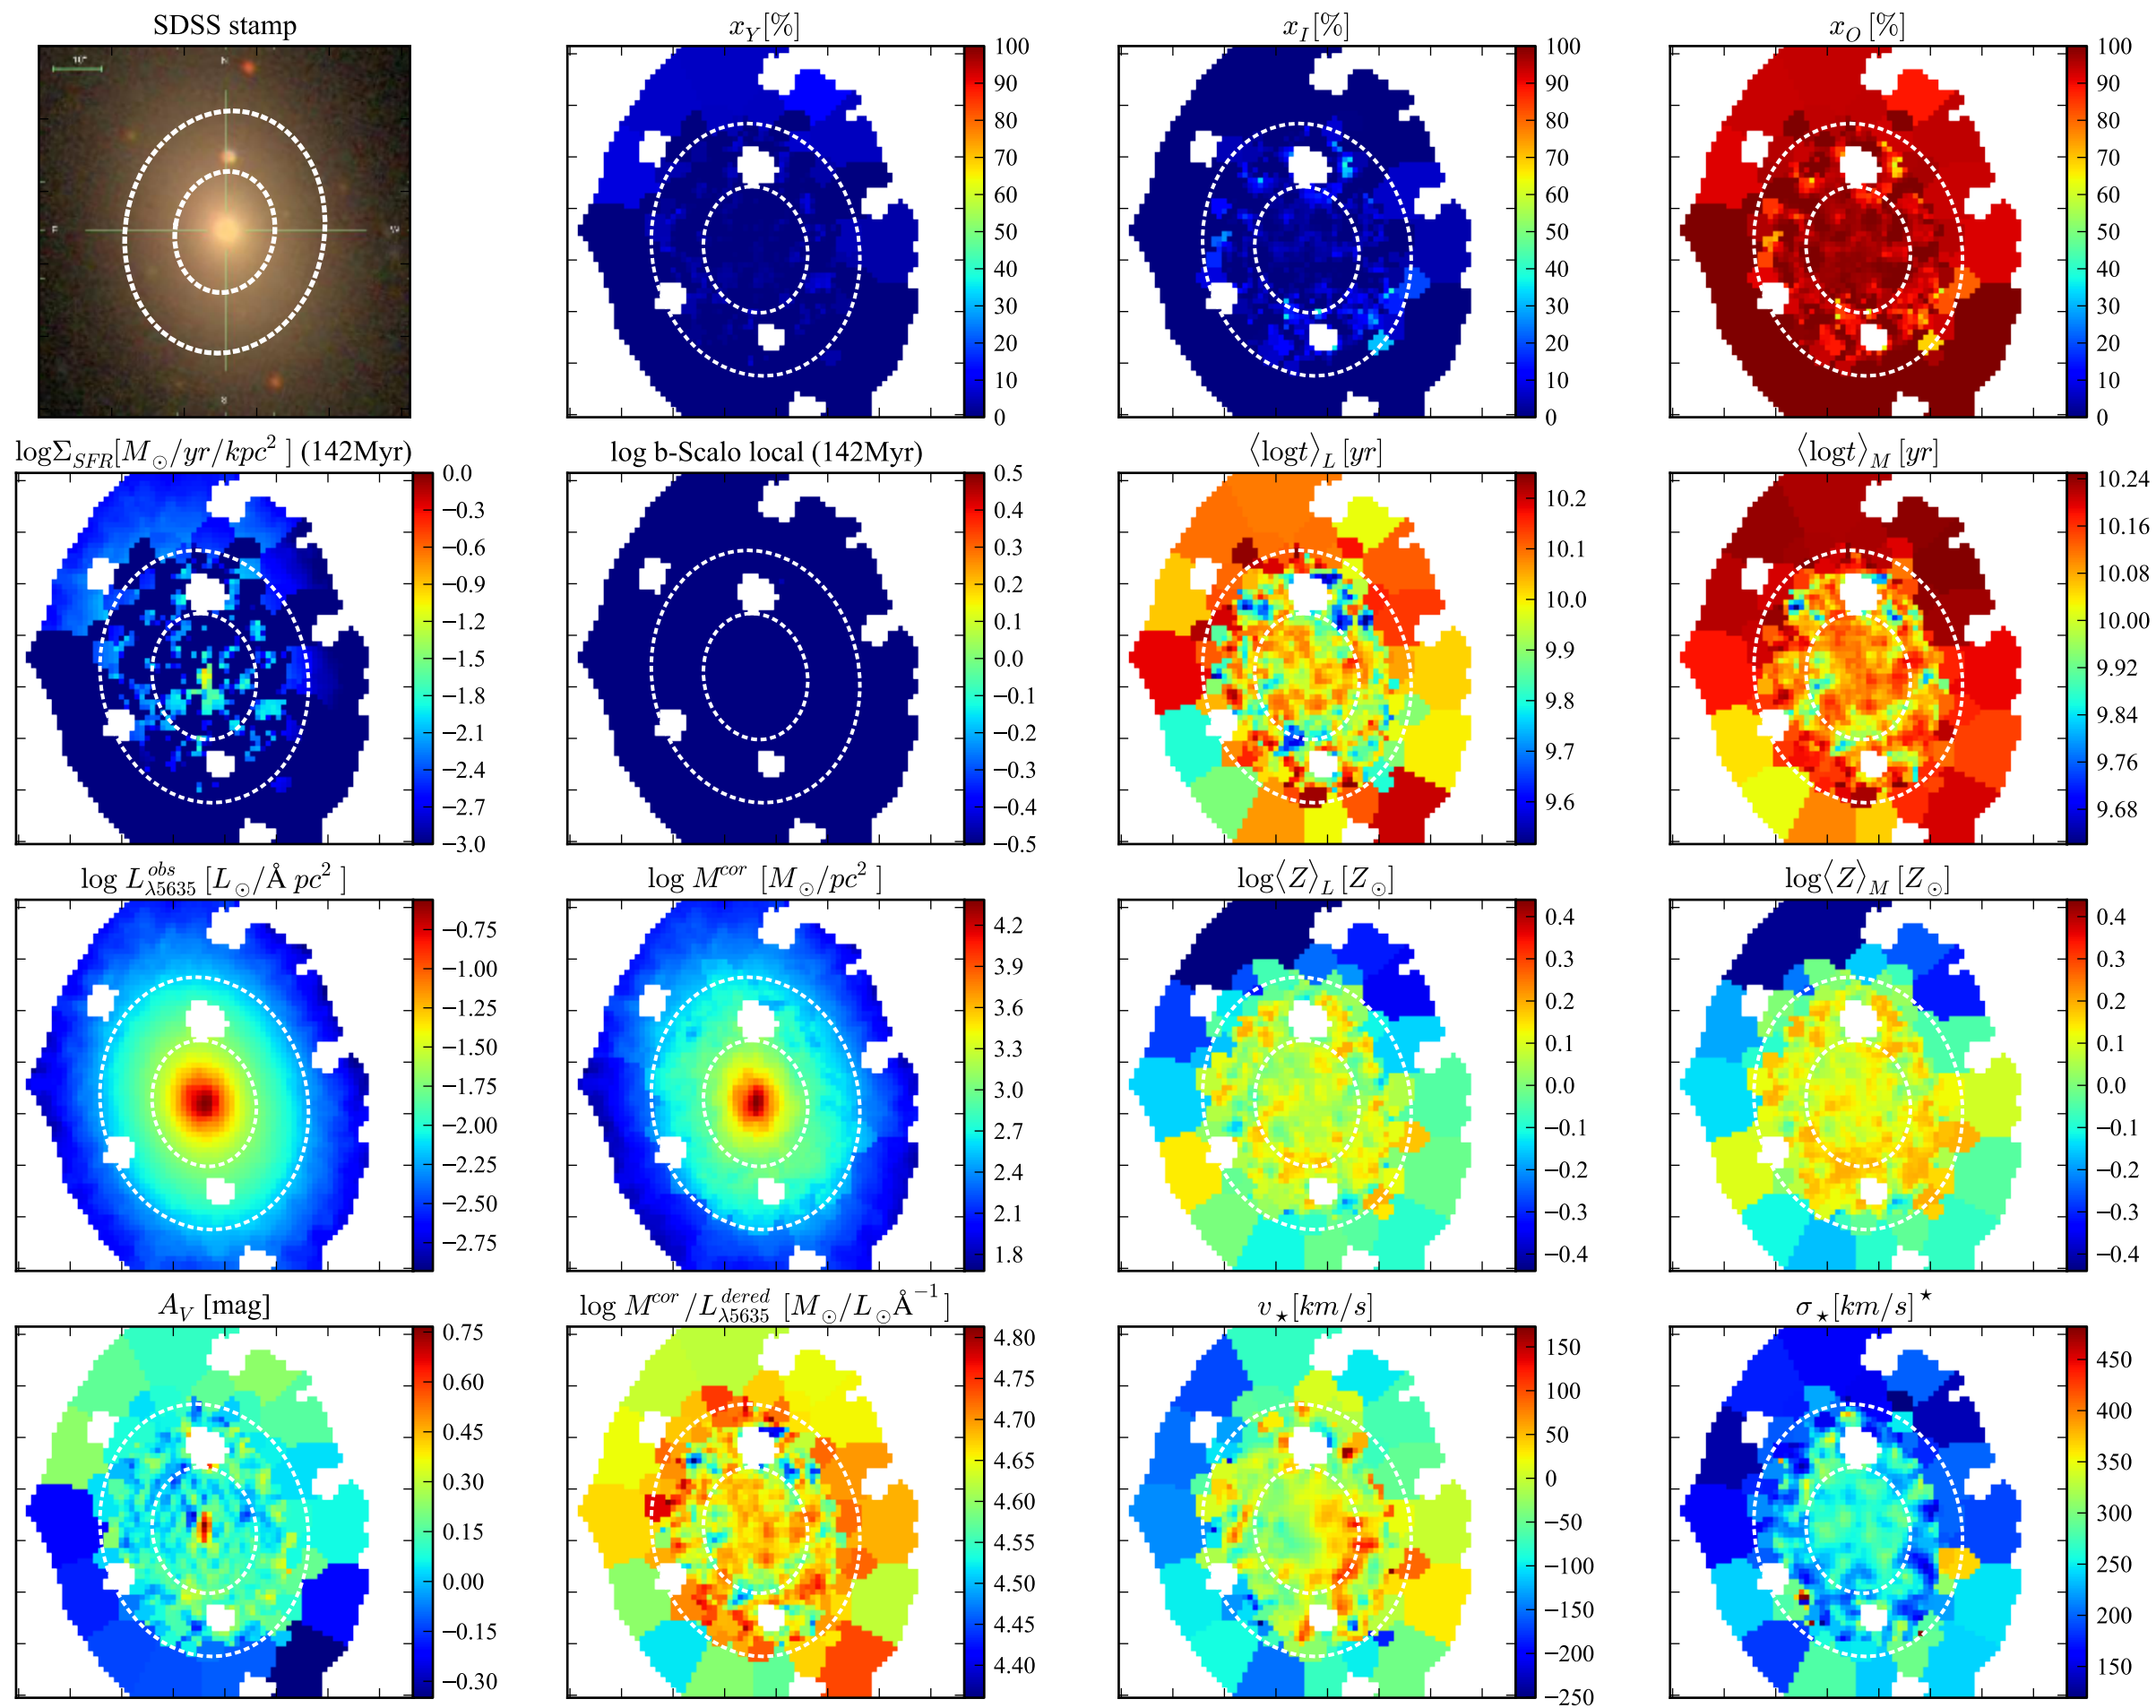 SDSS stamp
x_Y[%]
x_I[%]
x_O[%]
10"
N
E
S
100 90 80 70 60 50 40 30 20 10 0
100 90 80 70 60 50 40 30 20 10 0
100 90 80 70 60 50 40 30 20 10 0
logΣ_SFR[M_⊙/yr/kpc²] (142Myr)
log b-Scalo local (142Myr)
⟨logt⟩_L [yr]
⟨logt⟩_M [yr]
0.0 −0.3 −0.6 −0.9 −1.2 −1.5 −1.8 −2.1 −2.4 −2.7 −3.0
0.5 0.4 0.3 0.2 0.1 0.0 −0.1 −0.2 −0.3 −0.4 −0.5
10.2 10.1 10.0 9.9 9.8 9.7 9.6
10.24 10.16 10.08 10.00 9.92 9.84 9.76 9.68
log L^obs_λ5635 [L_⊙/Å pc²]
log M^cor [M_⊙/pc²]
log⟨Z⟩_L [Z_⊙]
log⟨Z⟩_M [Z_⊙]
−0.75 −1.00 −1.25 −1.50 −1.75 −2.00 −2.25 −2.50 −2.75
4.2 3.9 3.6 3.3 3.0 2.7 2.4 2.1 1.8
0.4 0.3 0.2 0.1 0.0 −0.1 −0.2 −0.3 −0.4
0.4 0.3 0.2 0.1 0.0 −0.1 −0.2 −0.3 −0.4
A_V [mag]
log M^cor/L^dered_λ5635 [M_⊙/L_⊙Å⁻¹]
v_⋆[km/s]
σ_⋆[km/s]^⋆
0.75 0.60 0.45 0.30 0.15 0.00 −0.15 −0.30
4.80 4.75 4.70 4.65 4.60 4.55 4.50 4.45 4.40
150 100 50 0 −50 −100 −150 −200 −250
450 400 350 300 250 200 150